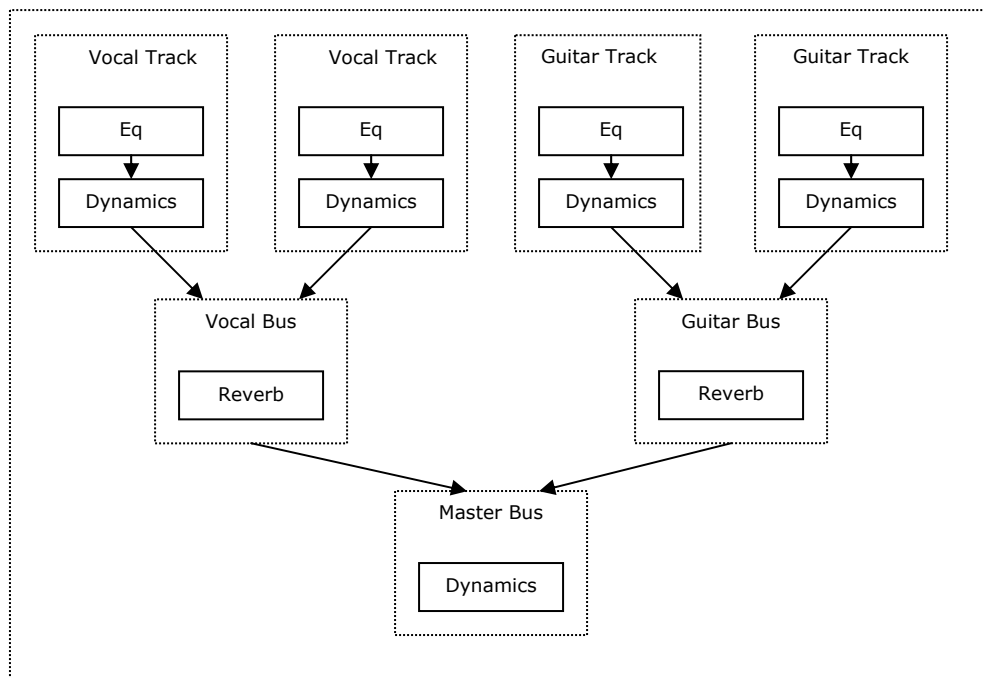 Vocal Track
Vocal Track
Guitar Track
Guitar Track
Eq
Eq
Eq
Eq
Dynamics
Dynamics
Dynamics
Dynamics
Vocal Bus
Guitar Bus
Reverb
Reverb
Master Bus
Dynamics